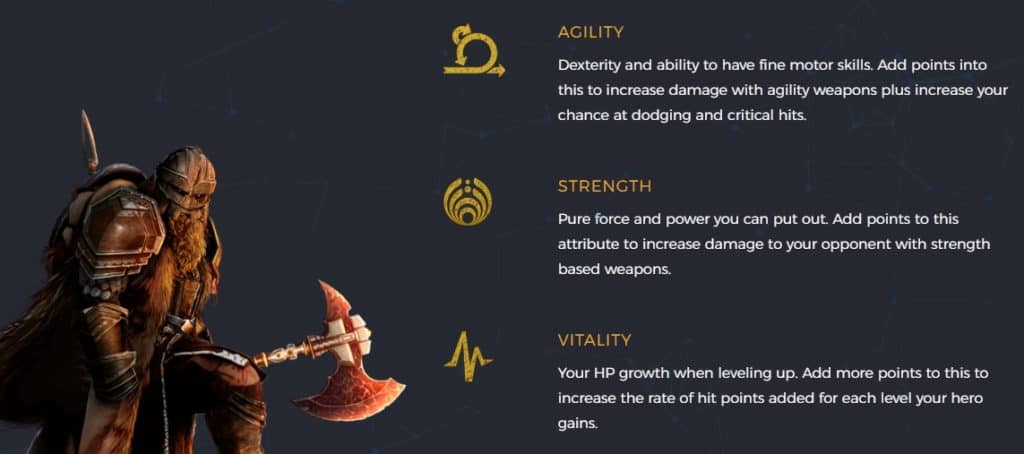 AGILITY
Dexterity and ability to have fine motor skills. Add points into
this to increase damage with agility weapons plus increase your
chance at dodging and critical hits.
STRENGTH
Pure force and power you can put out. Add points to this
attribute to increase damage to your opponent with strength
based weapons.
VITALITY
Your HP growth when leveling up. Add more points to this to
increase the rate of hit points added for each level your hero
gains.